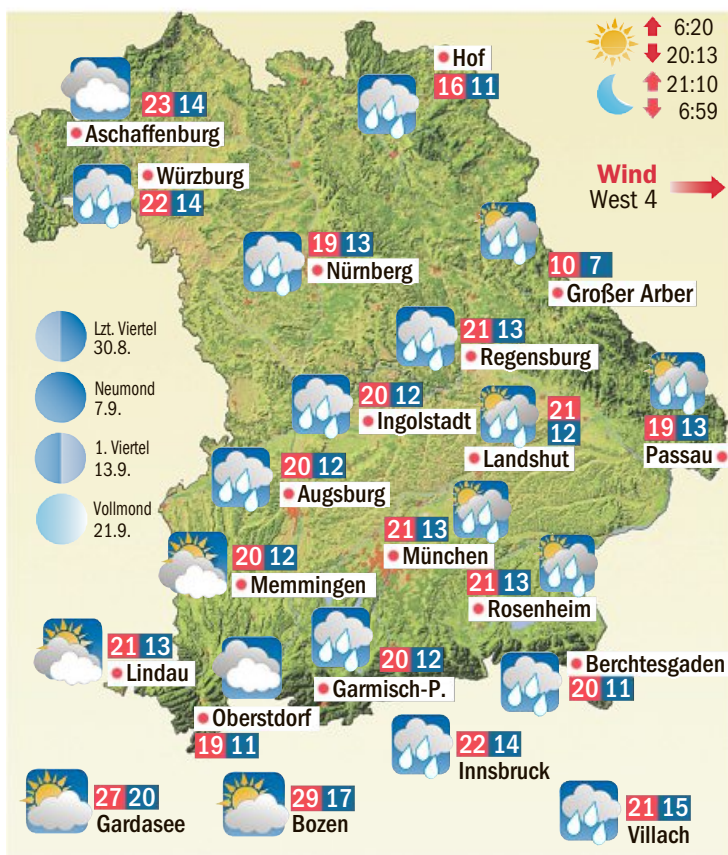 6:20
20:13
21:10
6:59
Wind
West 4
Hof
16 11
23 14
Aschaffenburg
Würzburg
22 14
19 13
Nürnberg
10 7
Großer Arber
Lzt. Viertel
30.8.
Neumond
7.9.
1. Viertel
13.9.
Vollmond
21.9.
21 13
Regensburg
20 12
Ingolstadt
21
12
Landshut
19 13
Passau
20 12
Augsburg
21 13
München
20 12
Memmingen
21 13
Rosenheim
21 13
Lindau
20 12
Garmisch-P.
Berchtesgaden
20 11
Oberstdorf
19 11
22 14
Innsbruck
27 20
Gardasee
29 17
Bozen
21 15
Villach